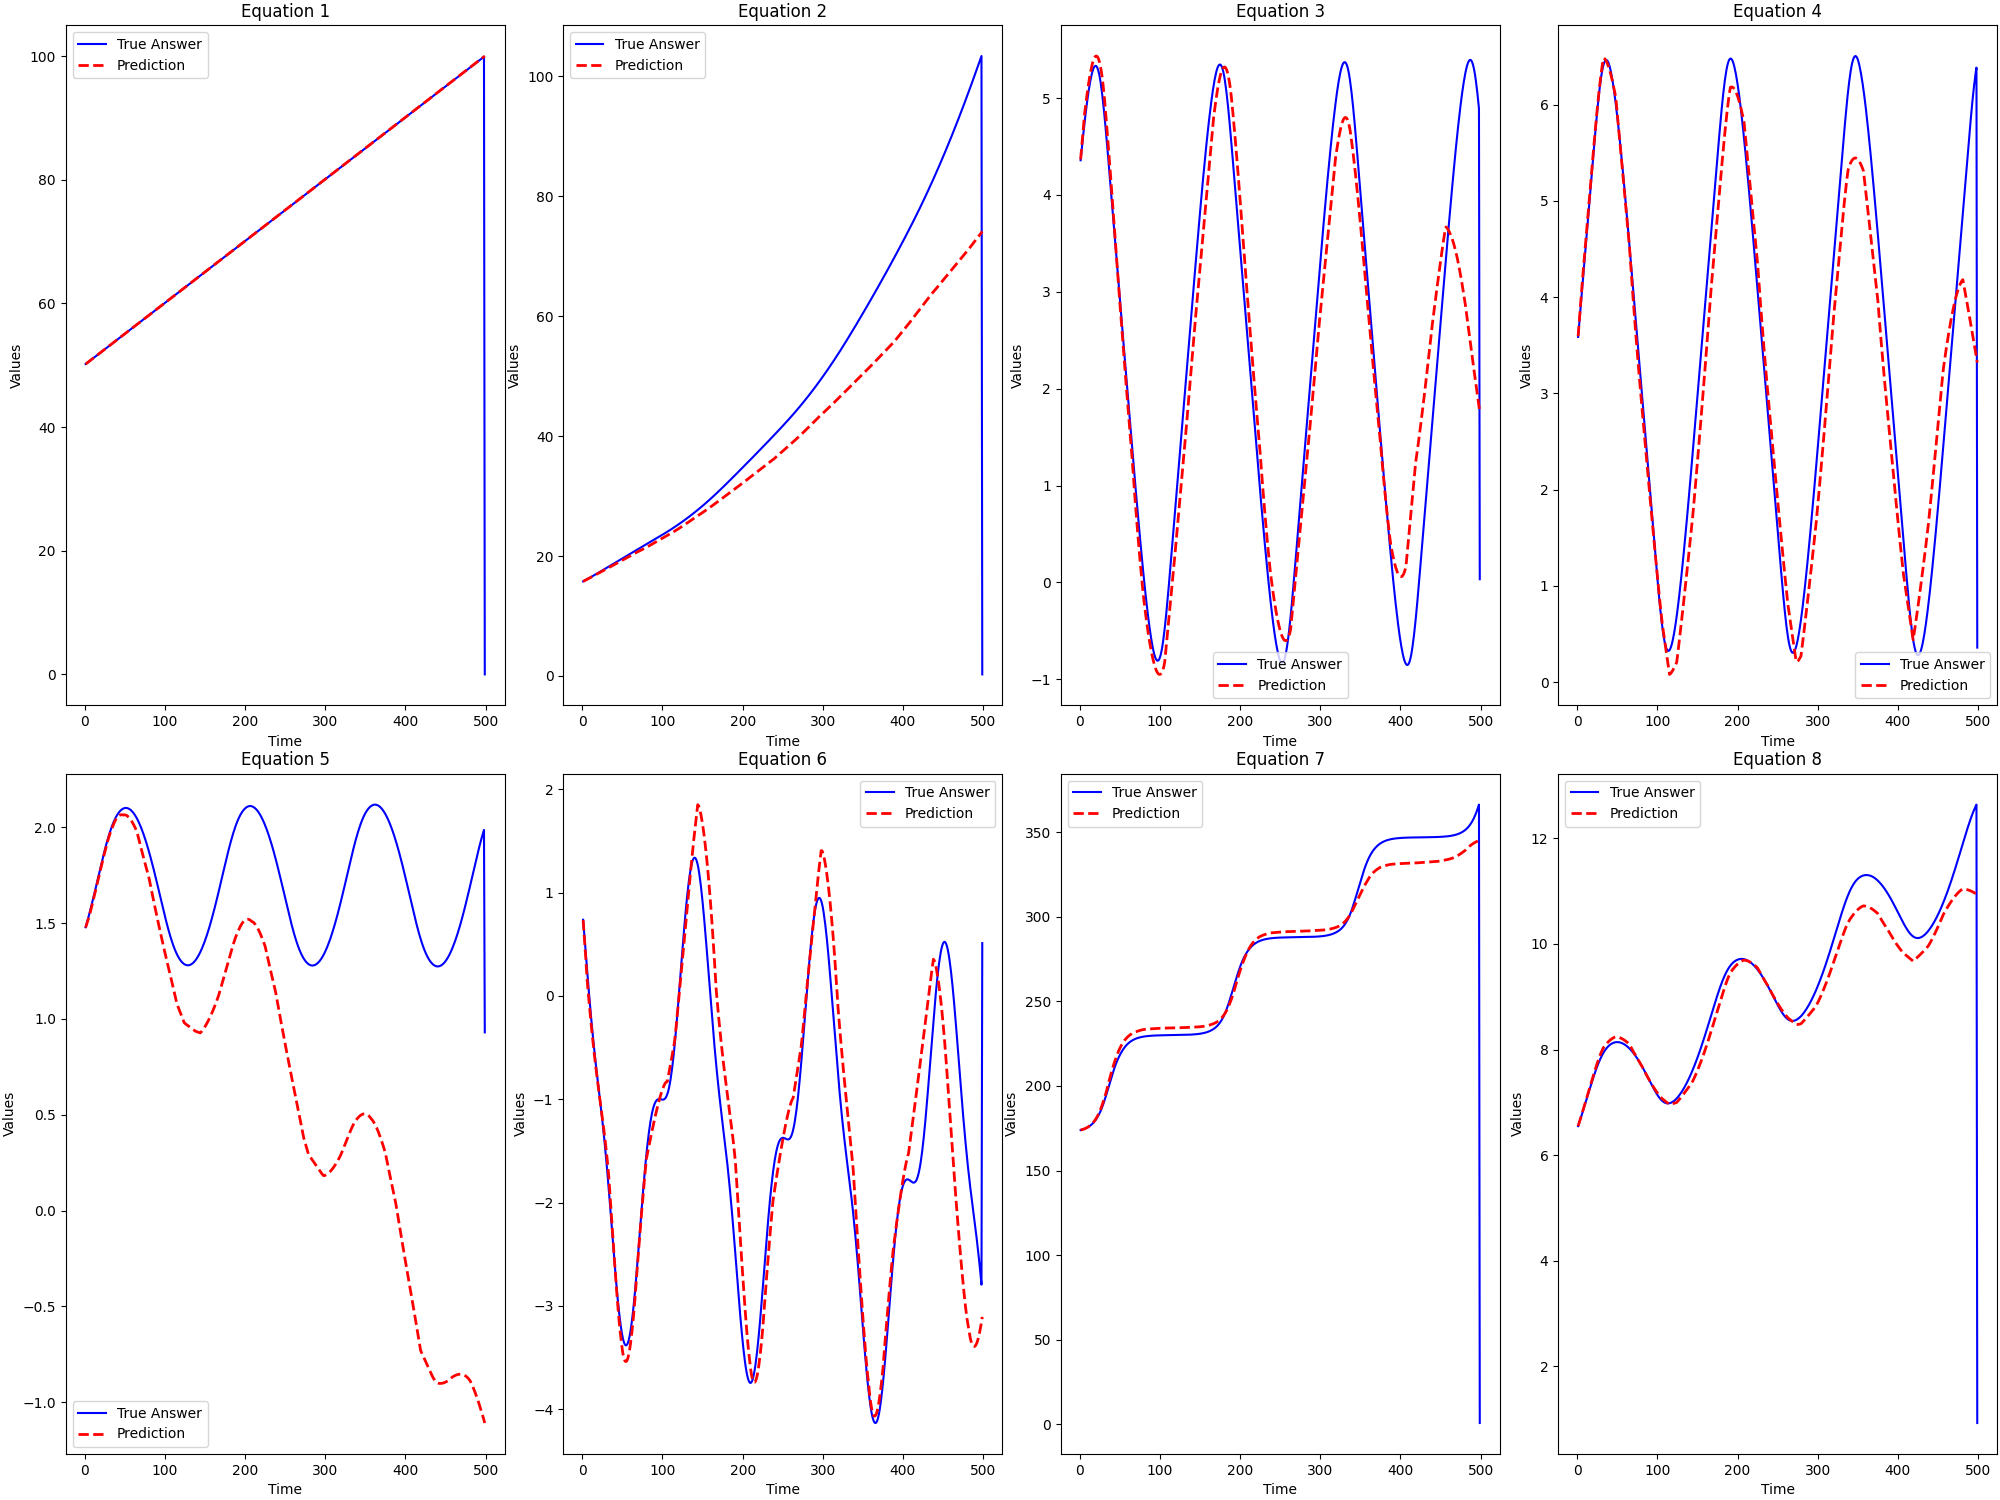 Equation 1
True Answer
Prediction
100
80
60
40
20
0
Values
0 100 200 300 400 500
Time
Equation 2
True Answer
Prediction
100
80
60
40
20
0
Values
0 100 200 300 400 500
Time
Equation 3
5
4
3
2
1
0
−1
Values
True Answer
Prediction
0 100 200 300 400 500
Time
Equation 4
6
5
4
3
2
1
0
Values
True Answer
Prediction
0 100 200 300 400 500
Time
Equation 5
2.0
1.5
1.0
0.5
0.0
−0.5
−1.0
Values
True Answer
Prediction
0 100 200 300 400 500
Time
Equation 6
True Answer
Prediction
2
1
0
−1
−2
−3
−4
Values
0 100 200 300 400 500
Time
Equation 7
True Answer
Prediction
350
300
250
200
150
100
50
0
Values
0 100 200 300 400 500
Time
Equation 8
True Answer
Prediction
12
10
8
6
4
2
Values
0 100 200 300 400 500
Time